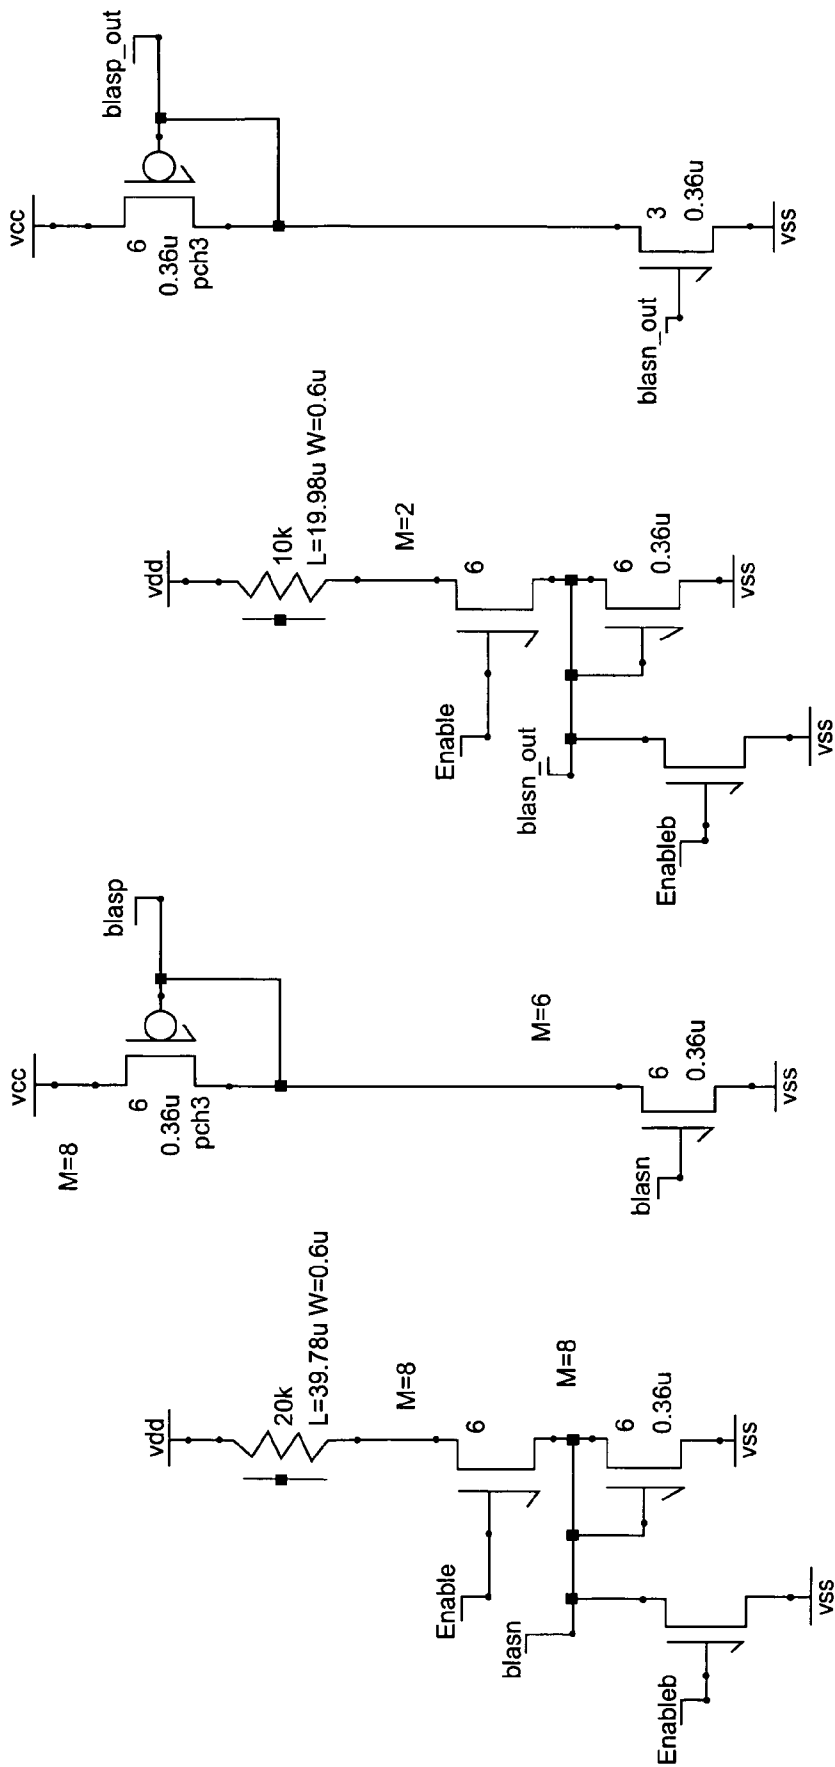 vdd
20k
L=39.78u W=0.6u
M=8
Enable
6
M=8
blasn
6
0.36u
Enableb
vss
vss
vcc
M=8
blasp
6
0.36u
pch3
M=6
blasn
6
0.36u
vss
vdd
10k
L=19.98u W=0.6u
M=2
Enable
6
blasn_out
6
0.36u
Enableb
vss
vss
vcc
blasp_out
6
0.36u
pch3
blasn_out
3
0.36u
vss